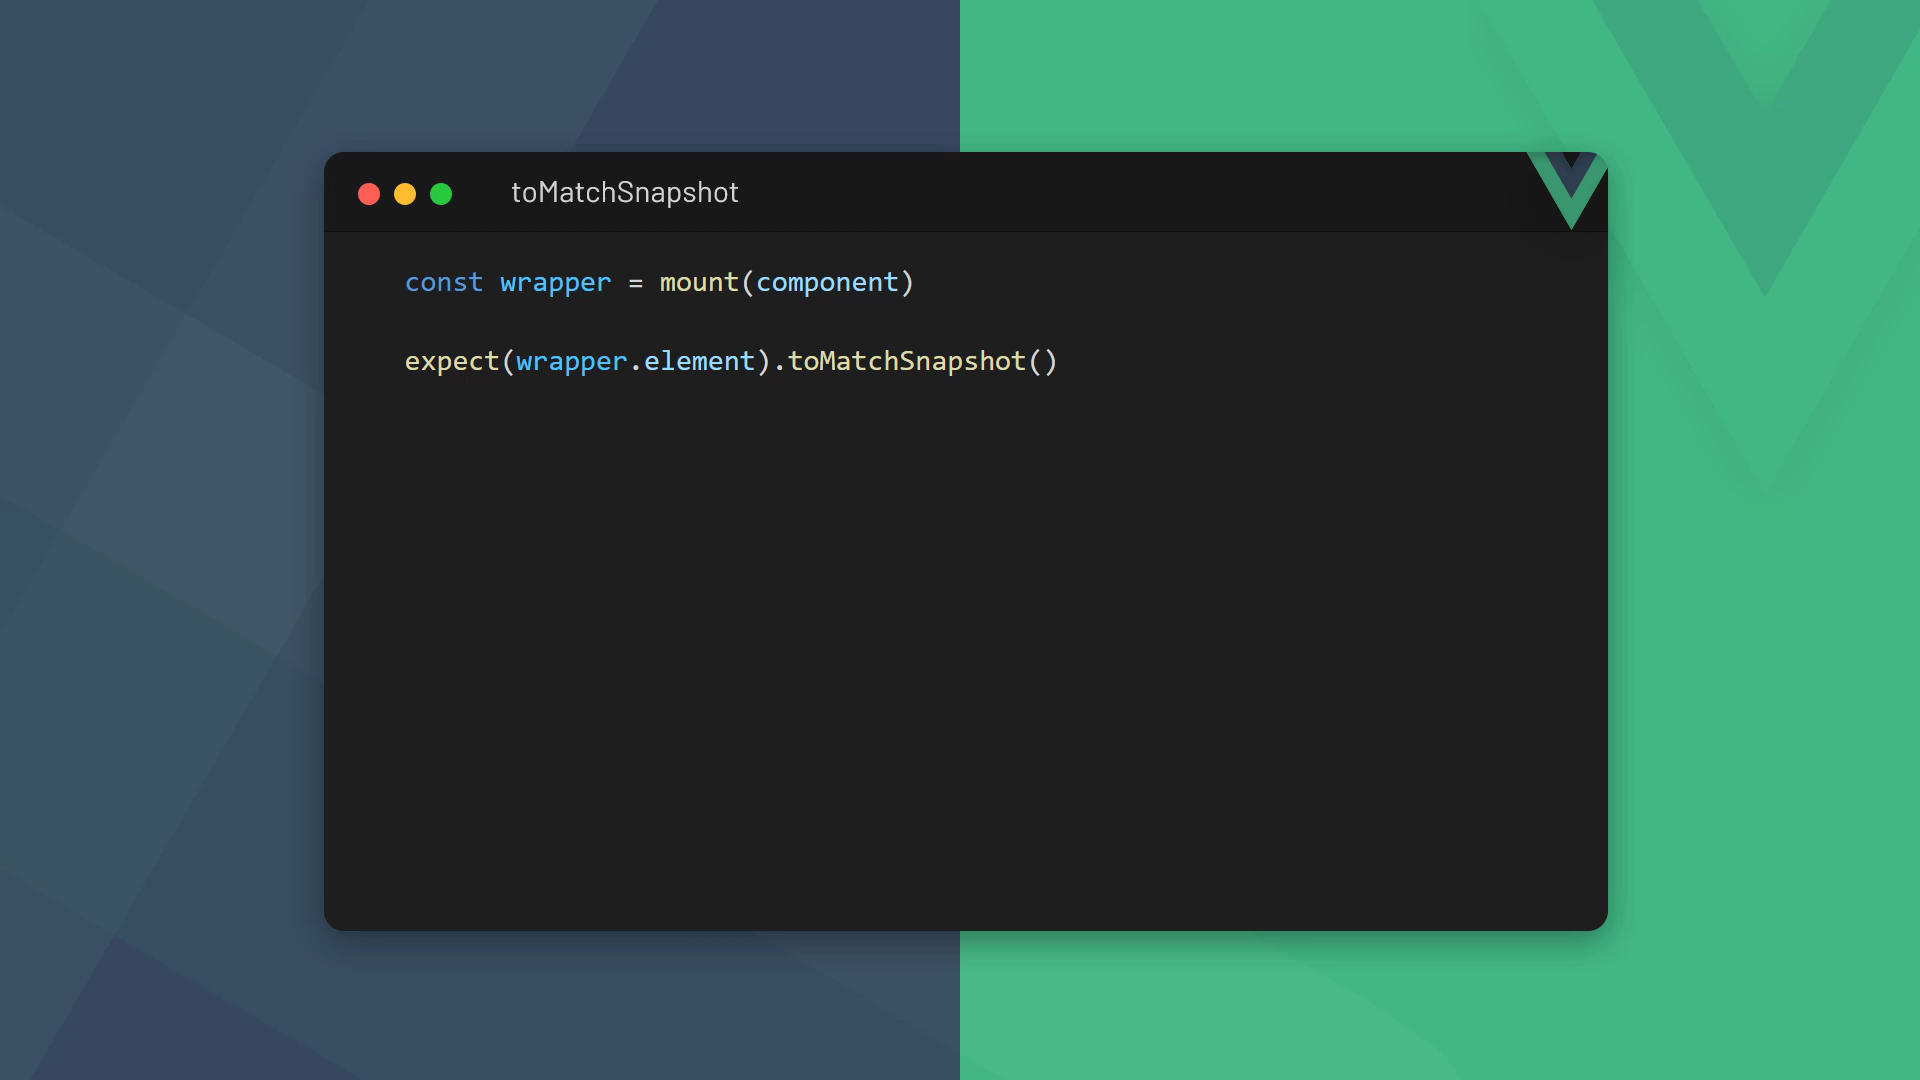 toMatchSnapshot
const wrapper = mount(component)
expect(wrapper.element).toMatchSnapshot()